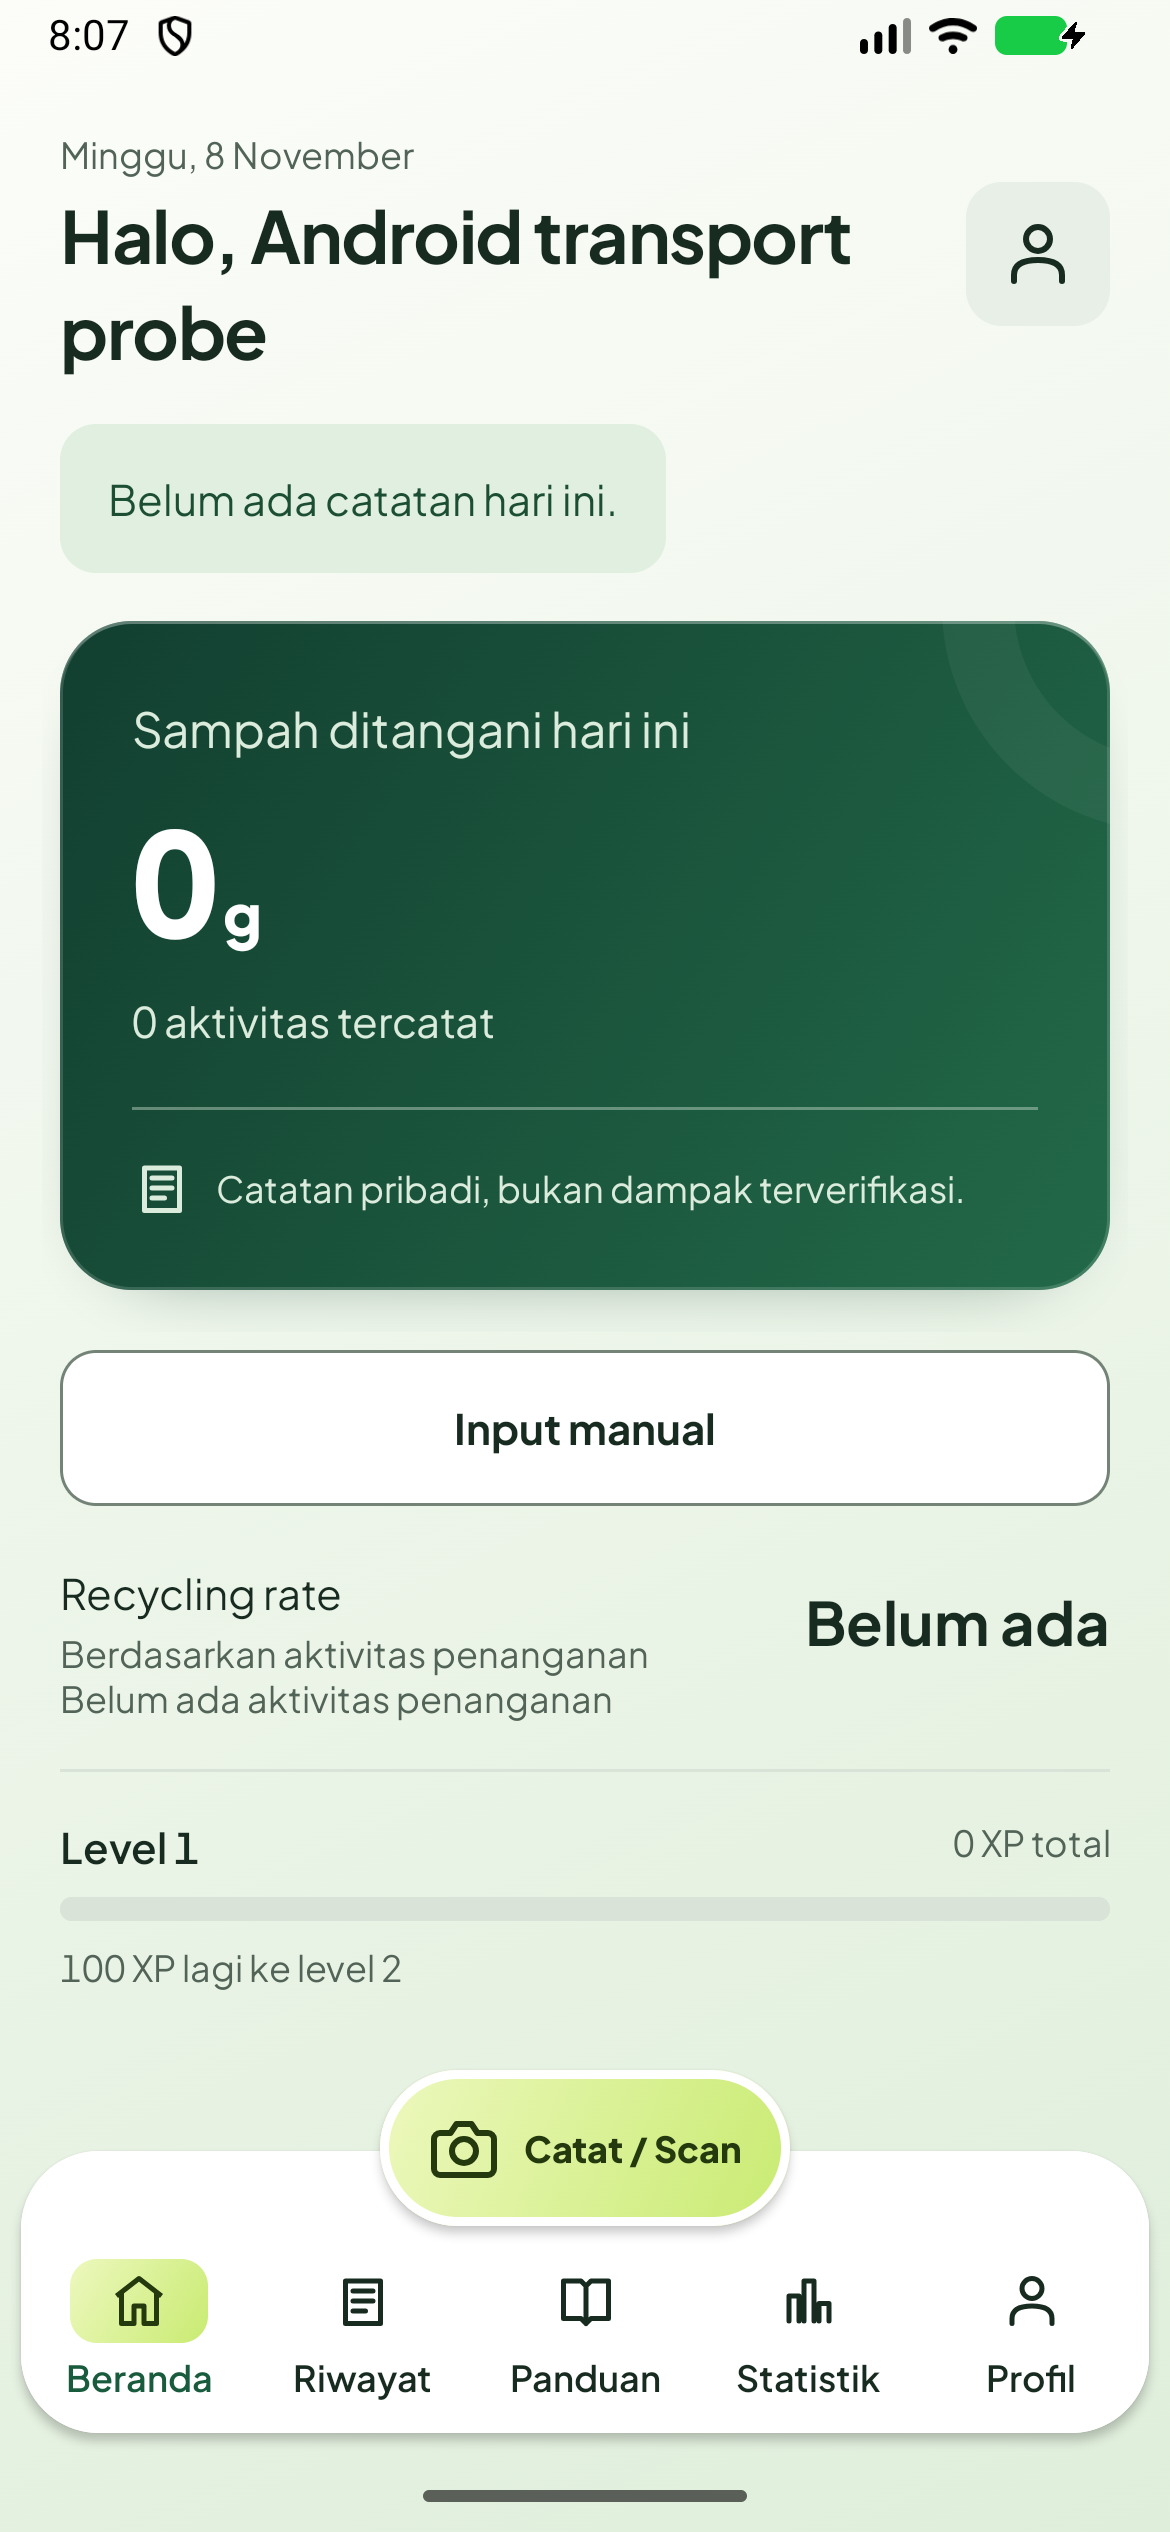 8:07
Minggu, 8 November
Halo, Android transport
probe
Belum ada catatan hari ini.
Sampah ditangani hari ini
0 g
0 aktivitas tercatat
Catatan pribadi, bukan dampak terverifikasi.
Input manual
Recycling rate
Berdasarkan aktivitas penanganan
Belum ada aktivitas penanganan
Belum ada
Level 1
0 XP total
100 XP lagi ke level 2
Catat / Scan
Beranda
Riwayat
Panduan
Statistik
Profil